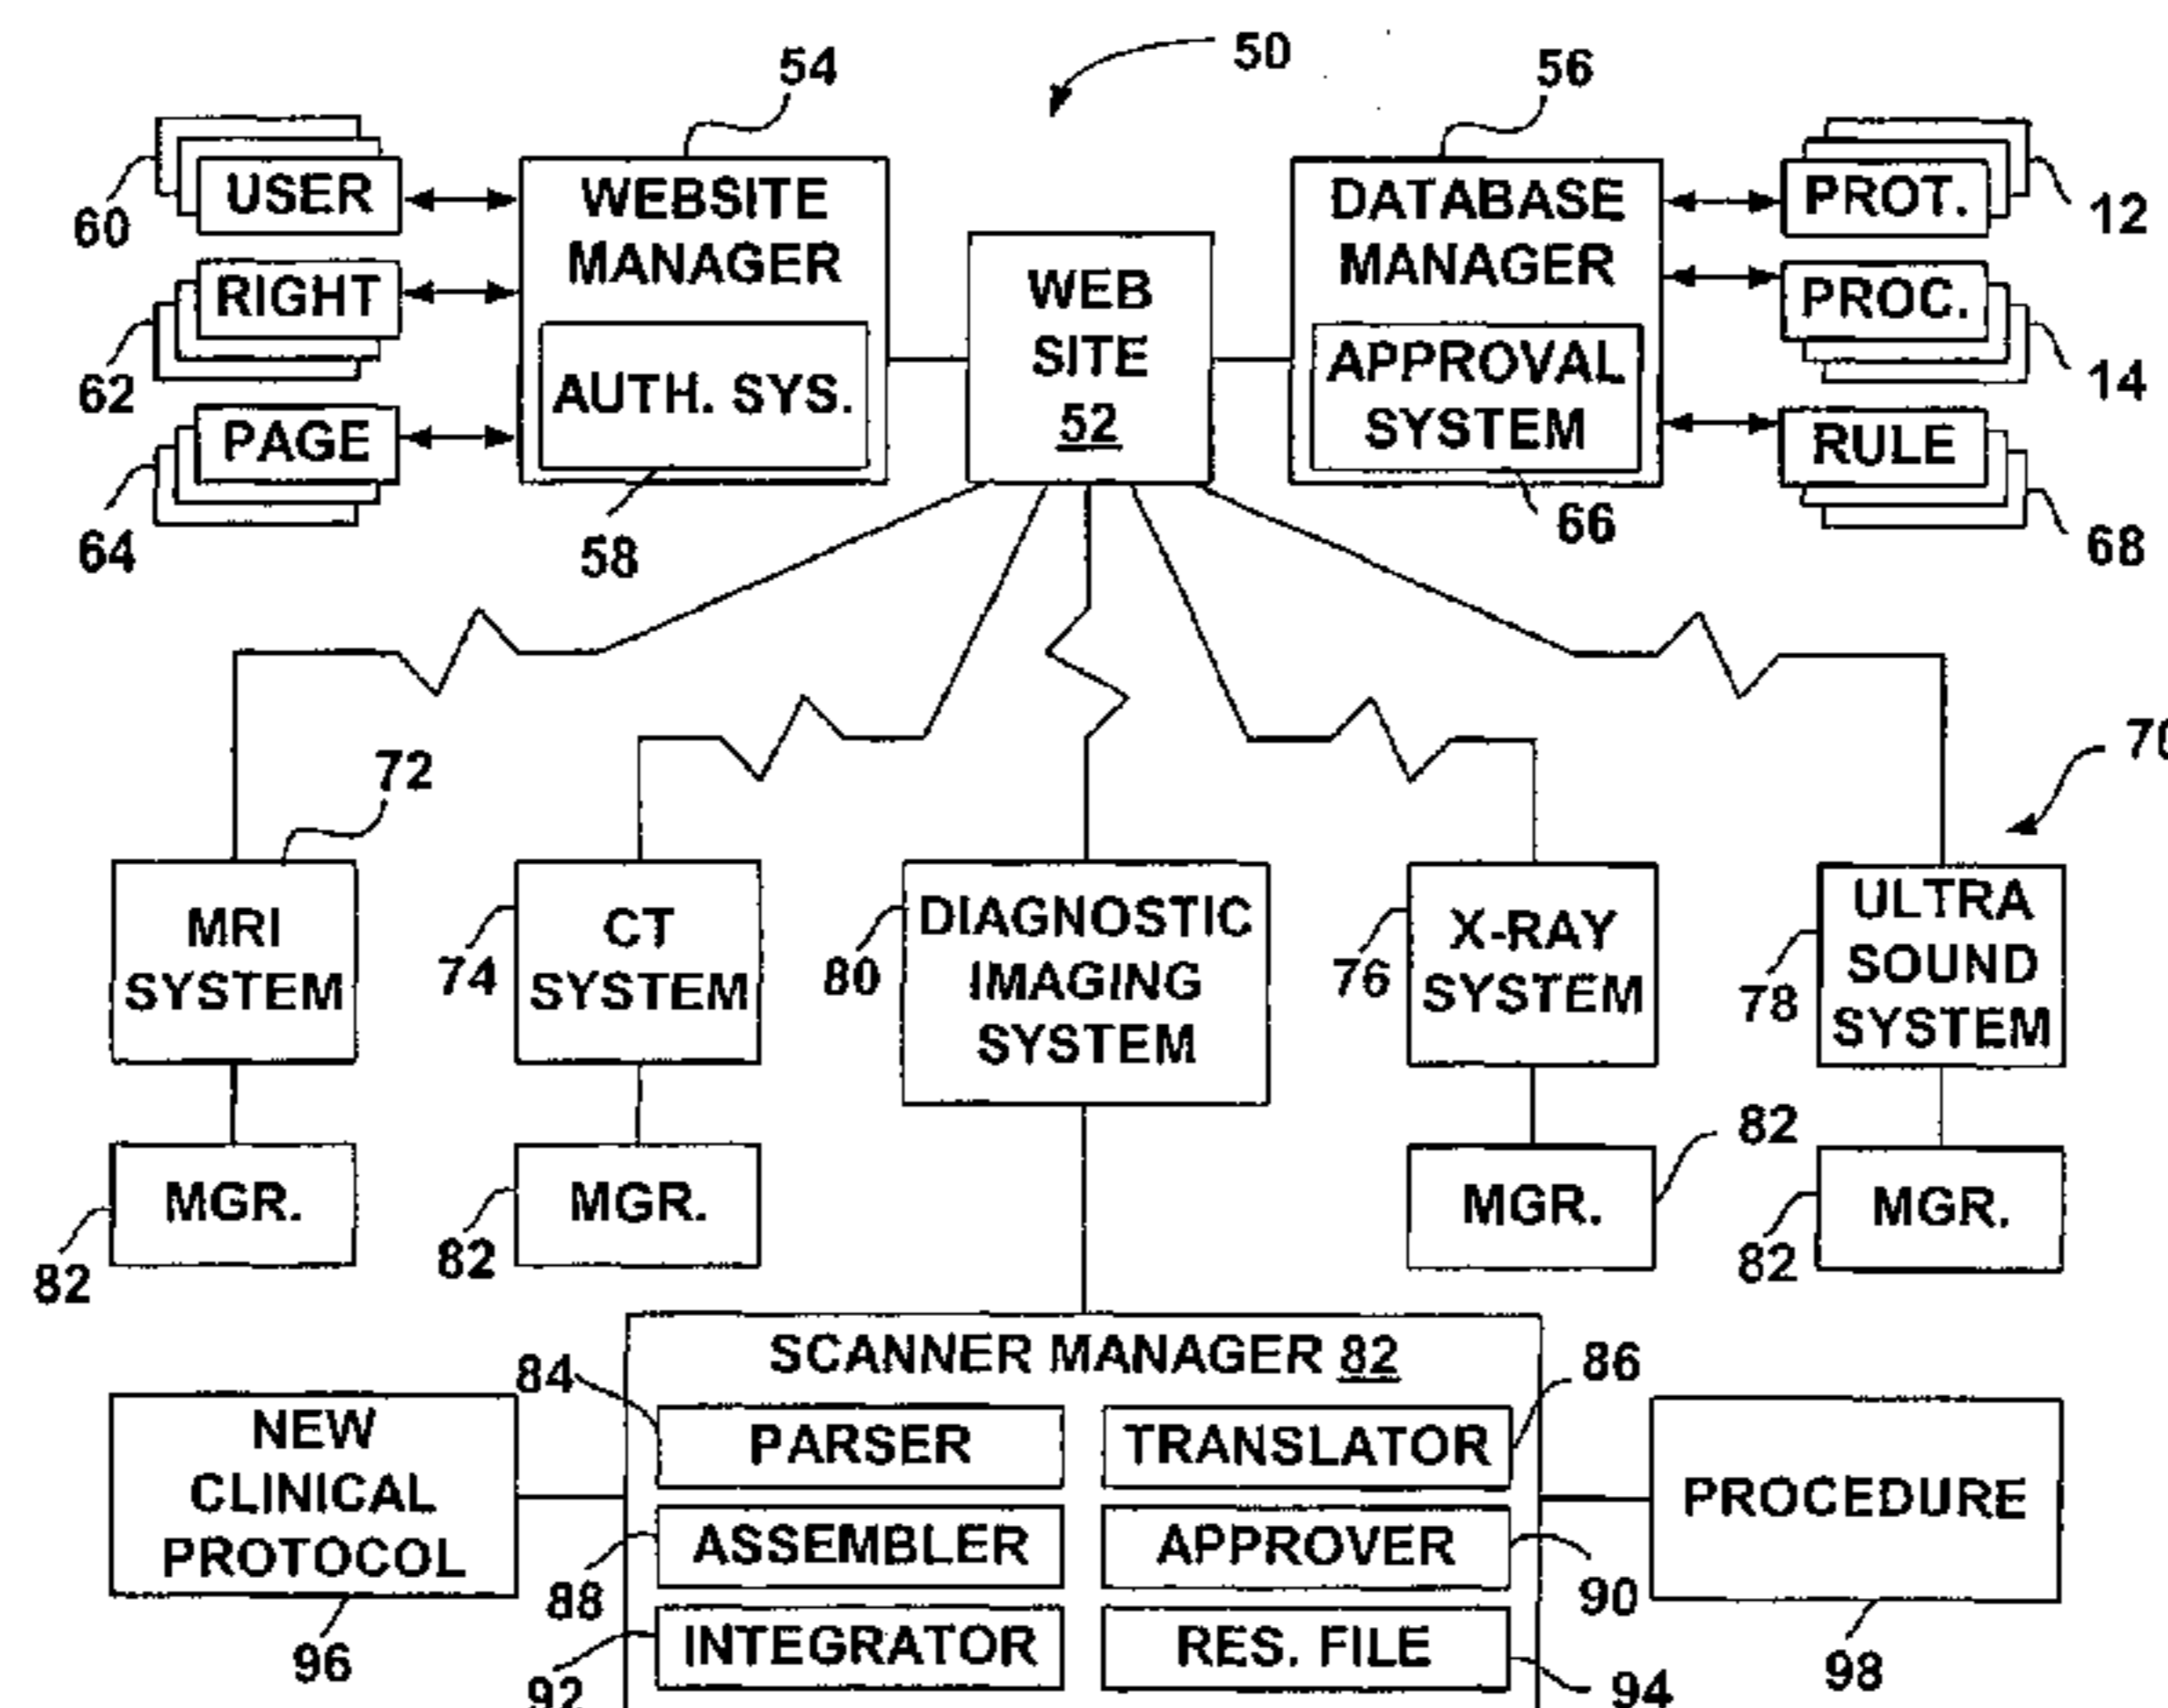 50
54
56
60
USER
RIGHT
62
PAGE
64
WEBSITE
MANAGER
AUTH. SYS.
58
WEB
SITE
52
DATABASE
MANAGER
APPROVAL
SYSTEM
66
PROT.
12
PROC.
14
RULE
68
70
72
MRI
SYSTEM
74
CT
SYSTEM
80
DIAGNOSTIC
IMAGING
SYSTEM
76
X-RAY
SYSTEM
78
ULTRA
SOUND
SYSTEM
MGR.
82
MGR.
82
MGR.
82
MGR.
82
SCANNER MANAGER 82
84
PARSER
TRANSLATOR
86
88
ASSEMBLER
APPROVER
90
92
INTEGRATOR
RES. FILE
94
NEW
CLINICAL
PROTOCOL
96
PROCEDURE
98